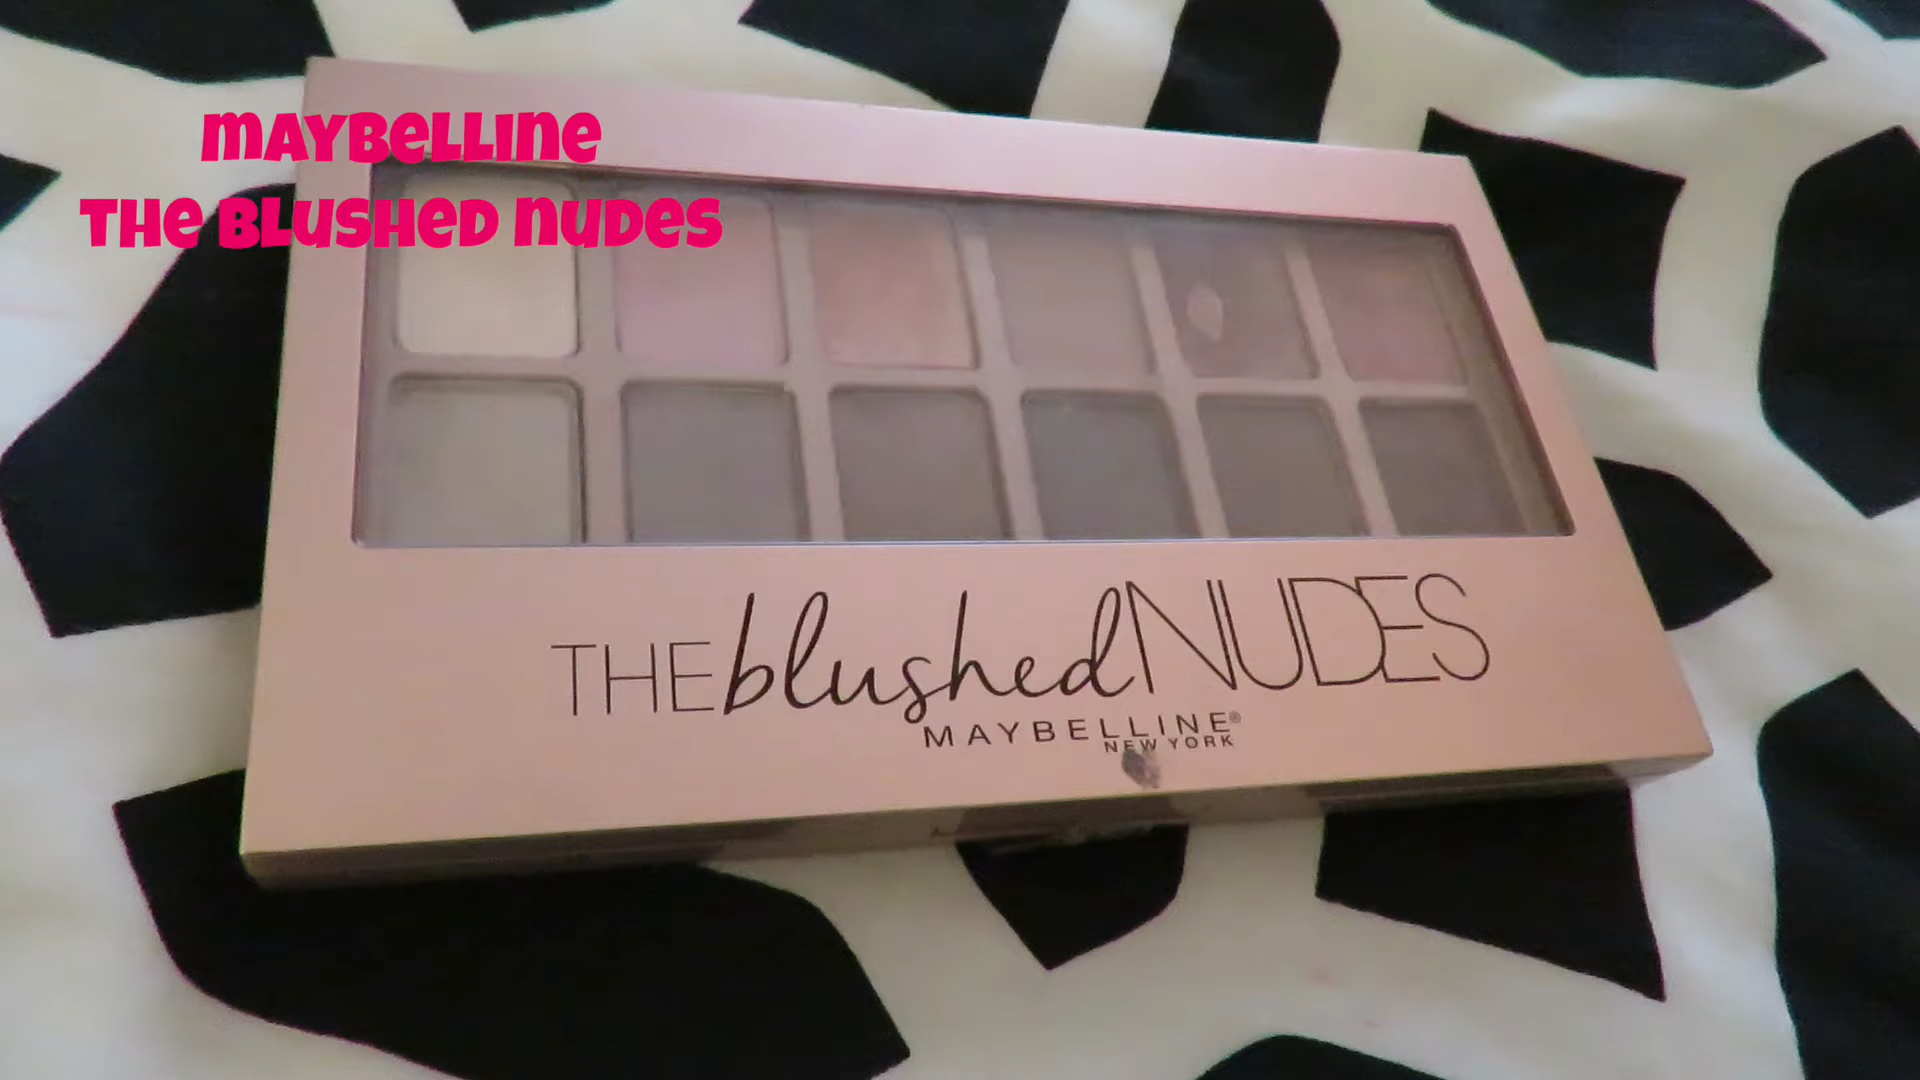 maybelline
the blushed nudes
THE blushed NUDES
MAYBELLINE®
NEW YORK